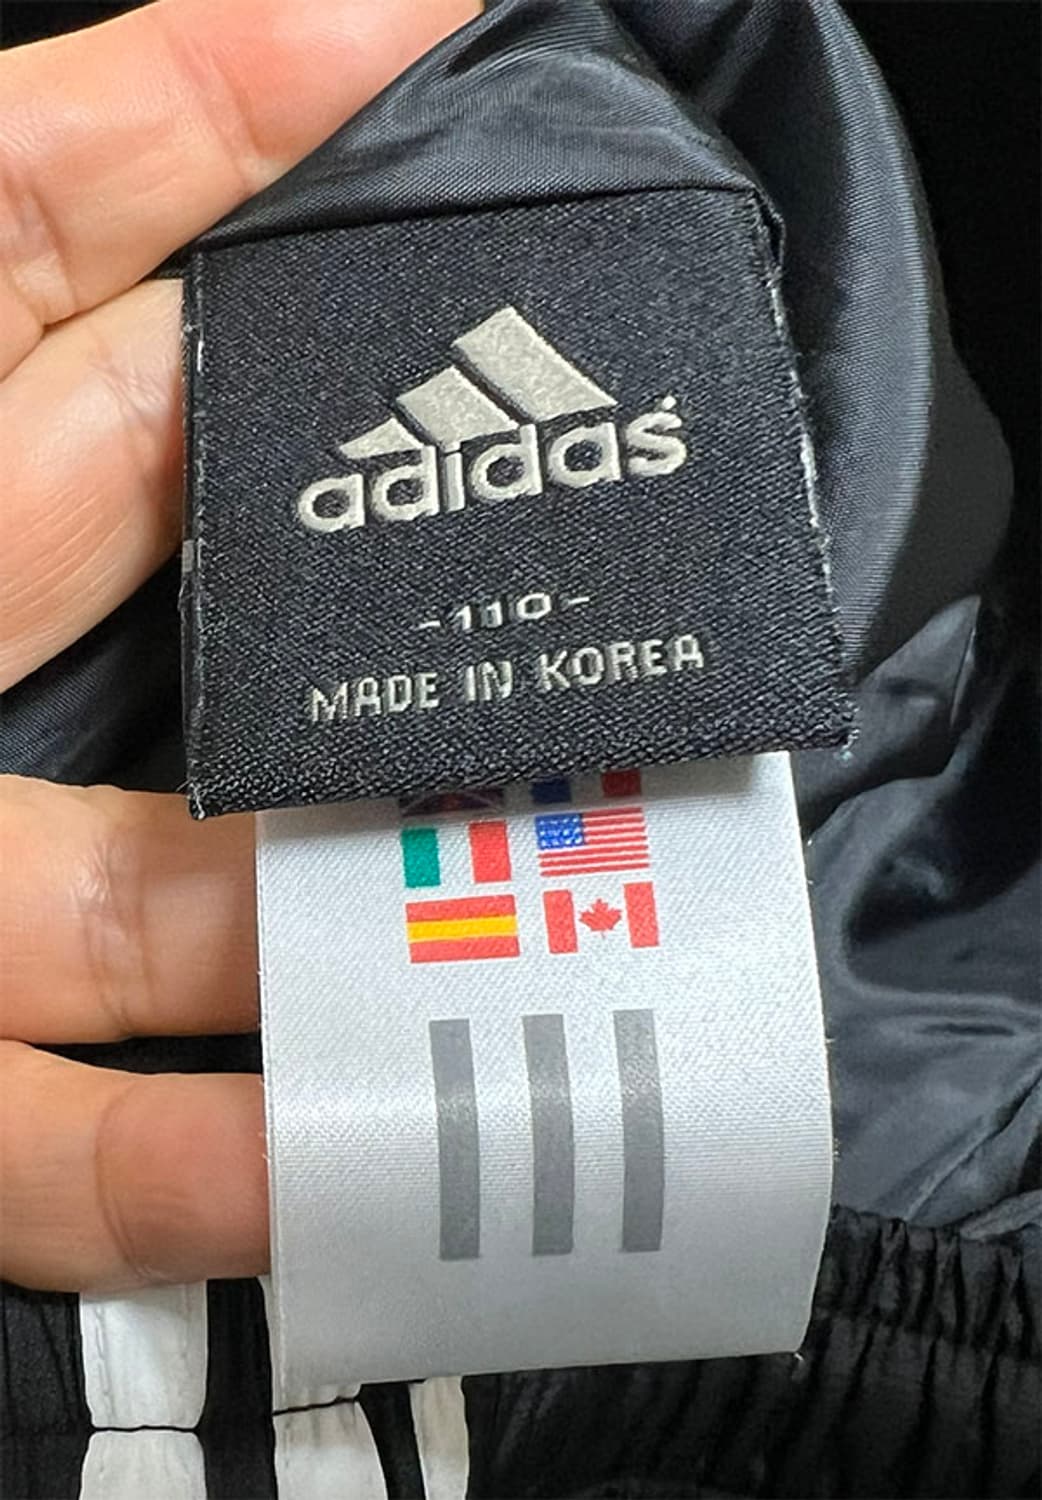 adidas
-110-
MADE IN KOREA